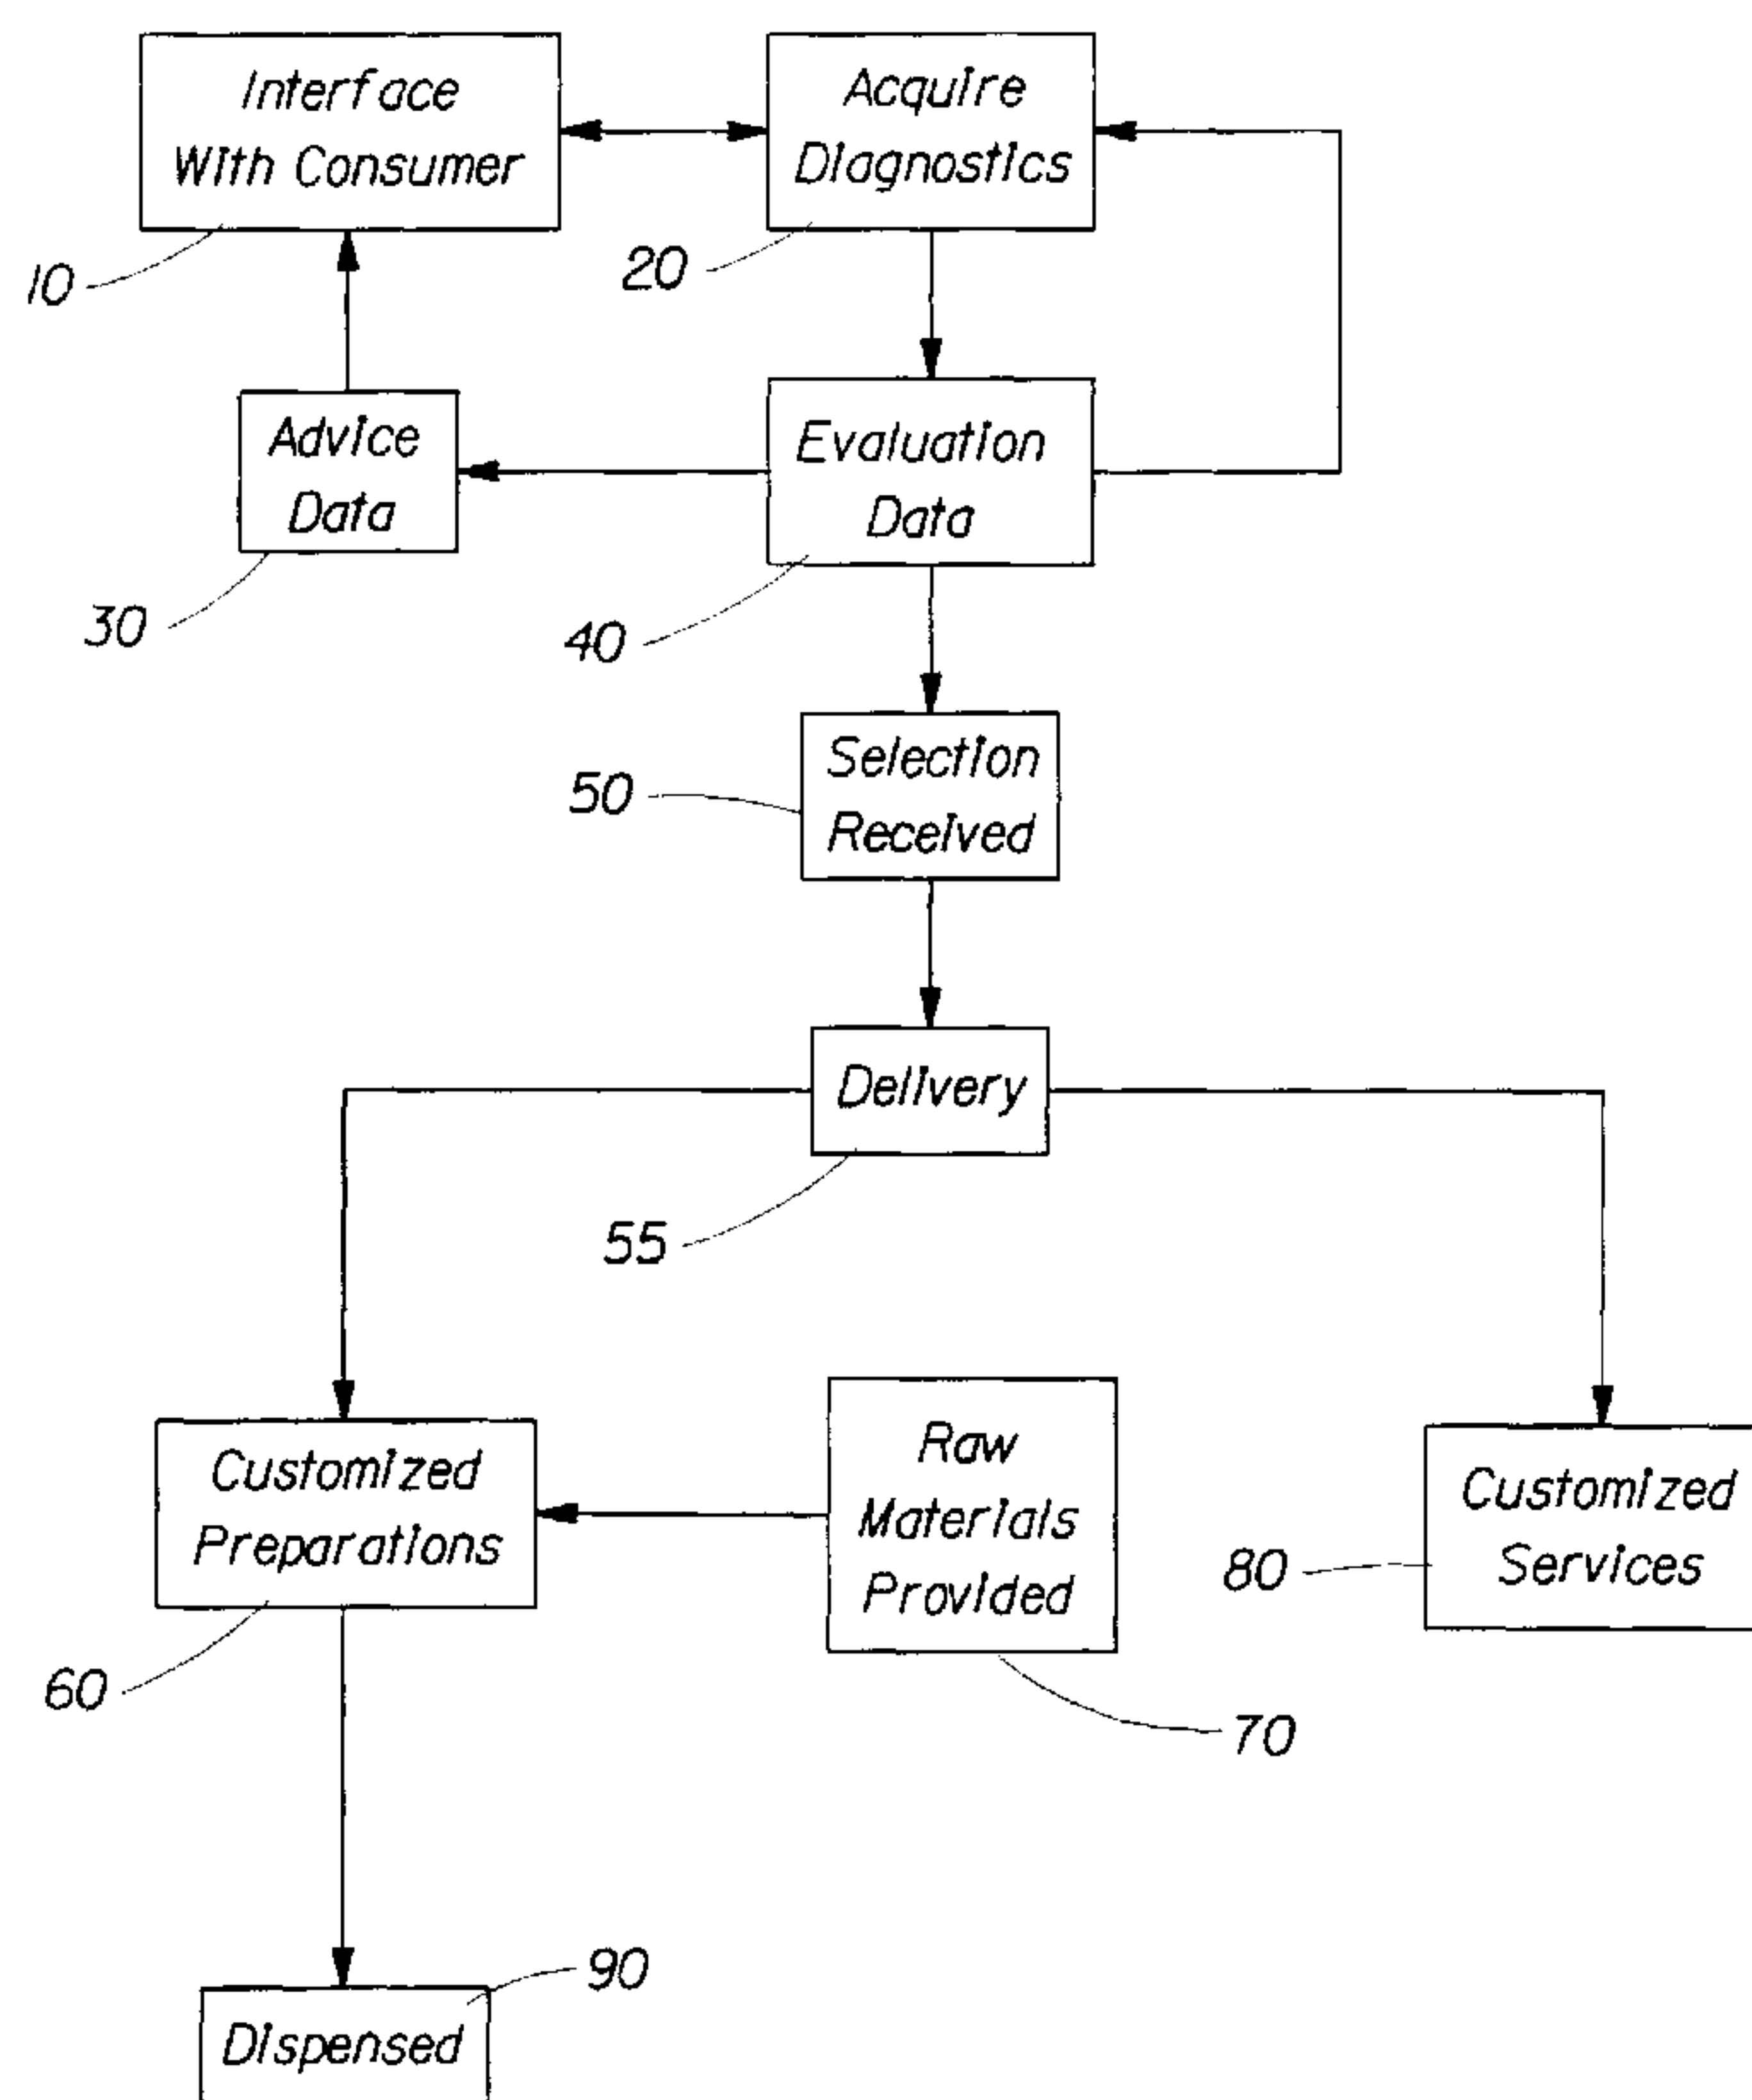 Interface
With Consumer
10
Acquire
Diagnostics
20
Advice
Data
30
Evaluation
Data
40
Selection
Received
50
Delivery
55
Customized
Preparations
60
Raw
Materials
Provided
70
Customized
Services
80
Dispensed
90